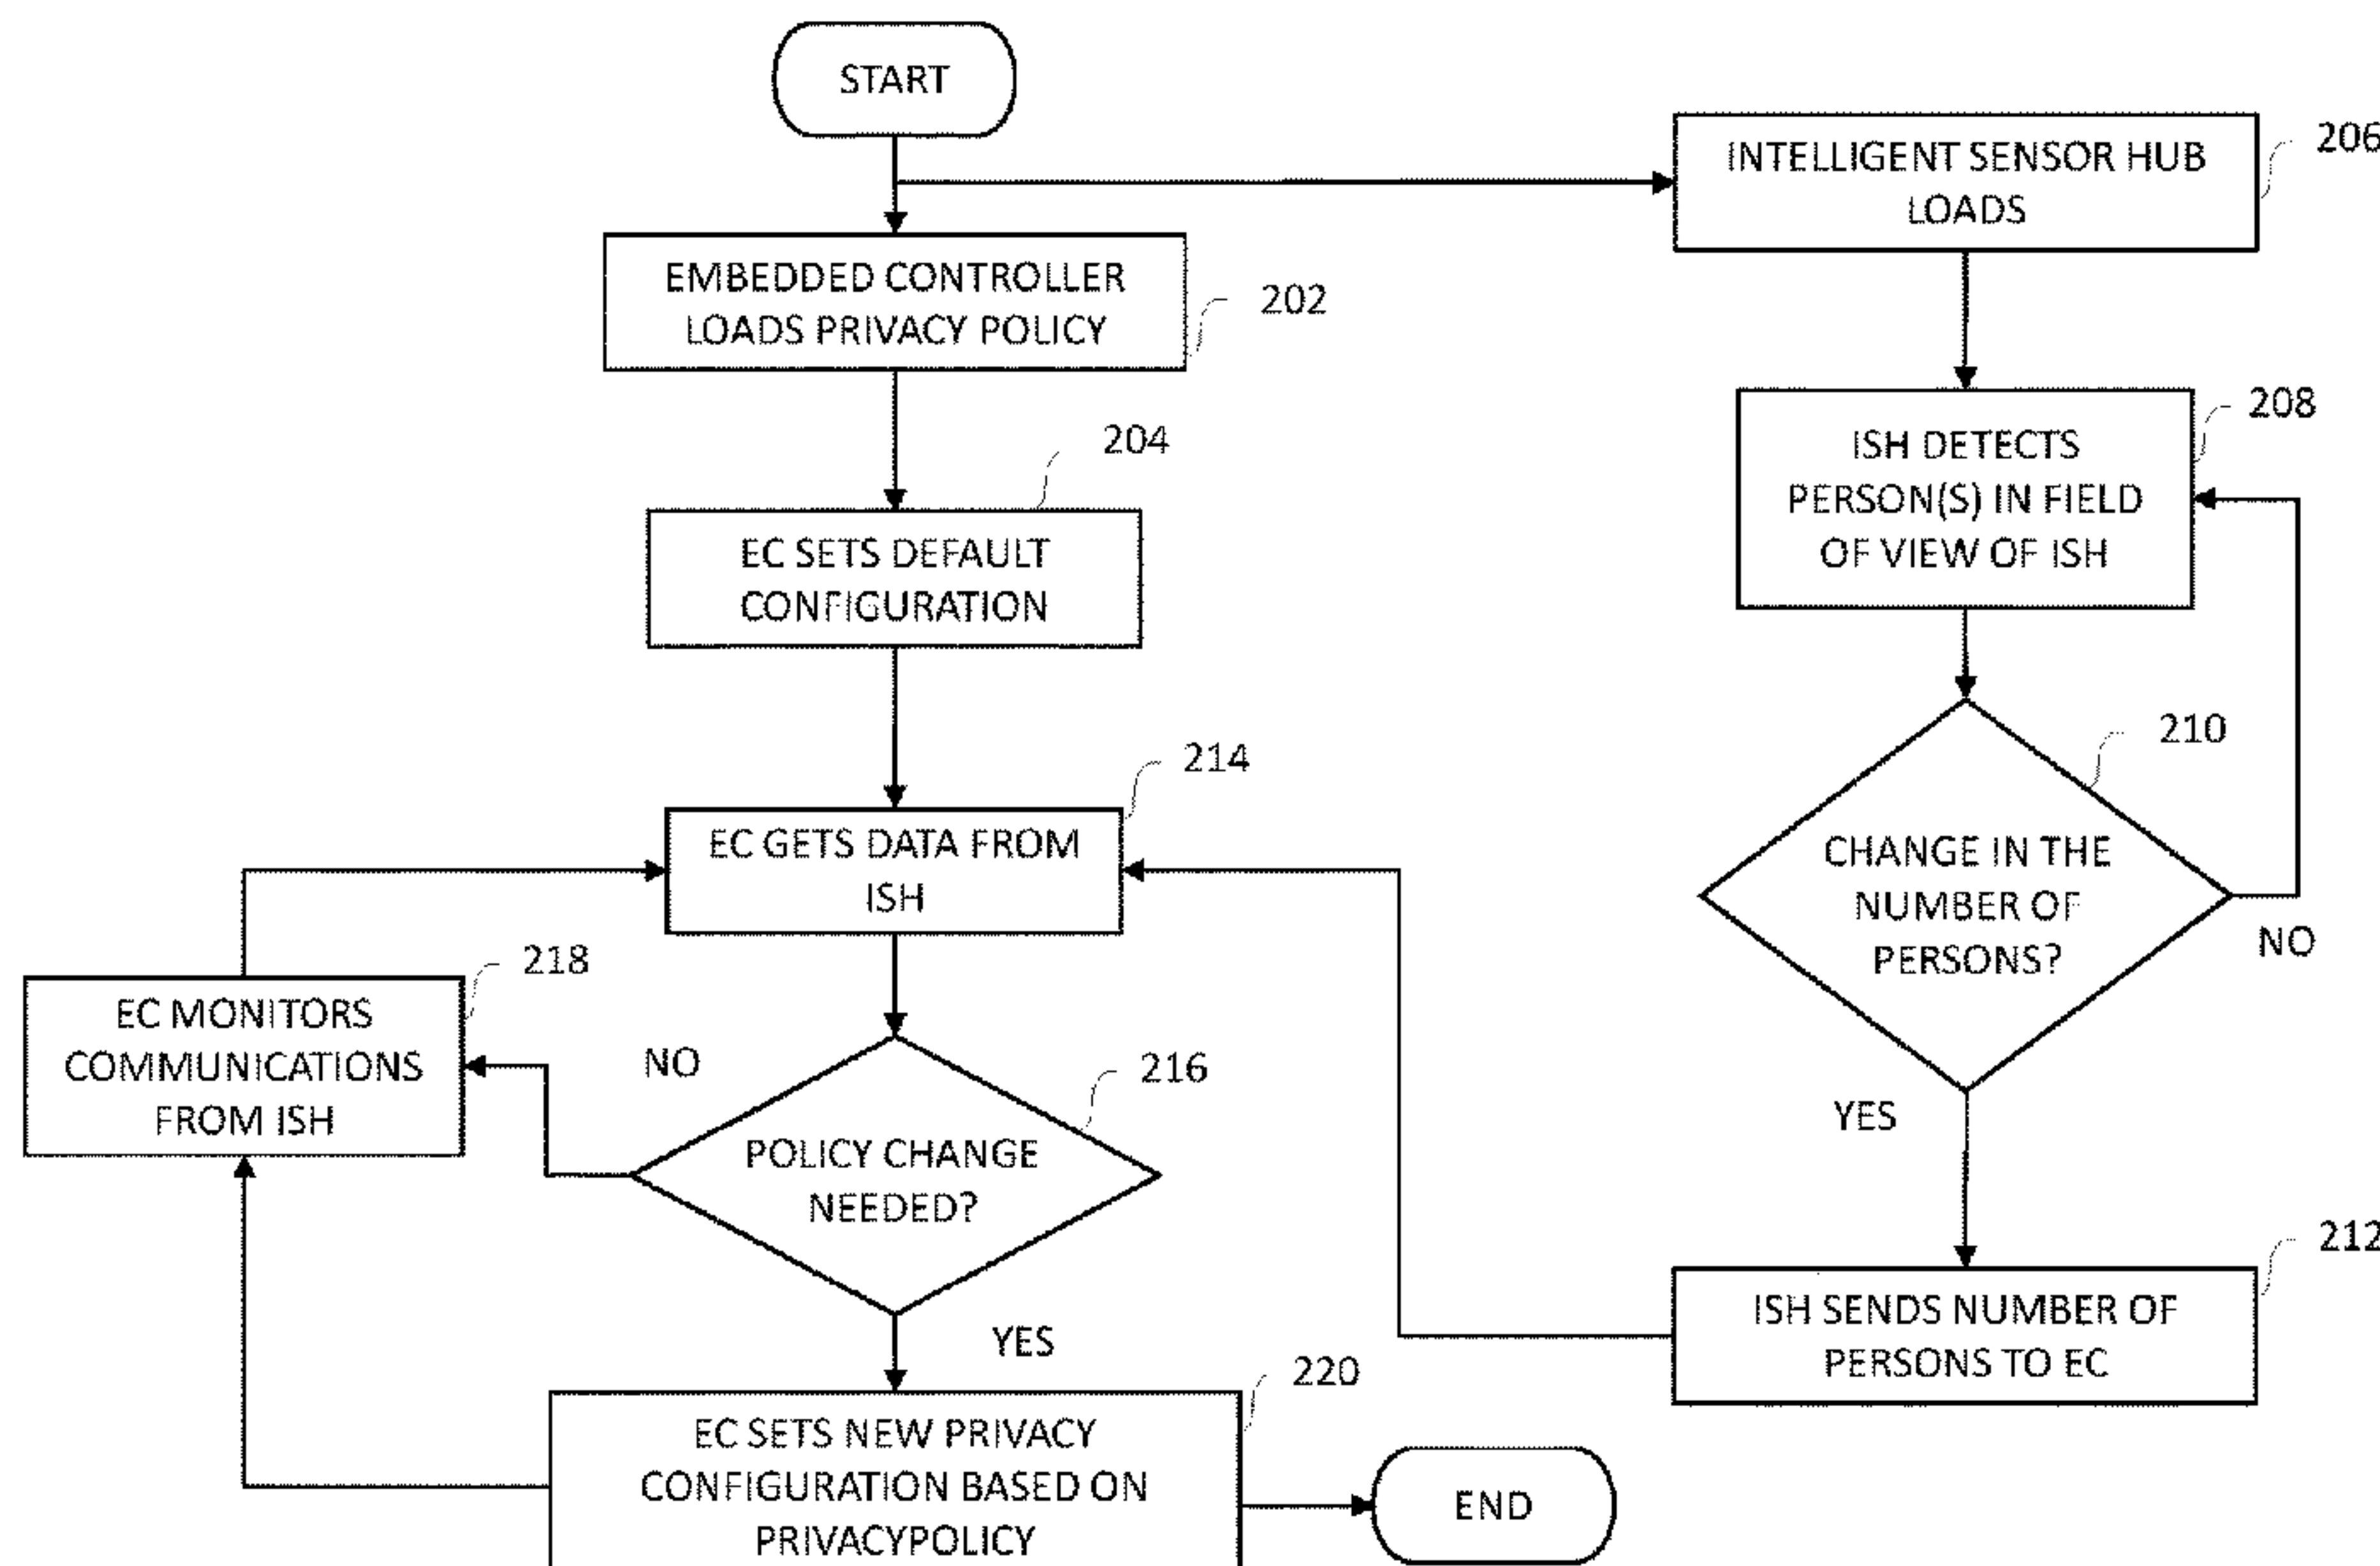 START
INTELLIGENT SENSOR HUB
LOADS
206
EMBEDDED CONTROLLER
LOADS PRIVACY POLICY
202
204
EC SETS DEFAULT
CONFIGURATION
208
ISH DETECTS
PERSON(S) IN FIELD
OF VIEW OF ISH
210
CHANGE IN THE
NUMBER OF
PERSONS?
NO
YES
214
EC GETS DATA FROM
ISH
218
EC MONITORS
COMMUNICATIONS
FROM ISH
NO
216
POLICY CHANGE
NEEDED?
YES
212
ISH SENDS NUMBER OF
PERSONS TO EC
220
EC SETS NEW PRIVACY
CONFIGURATION BASED ON
PRIVACYPOLICY
END